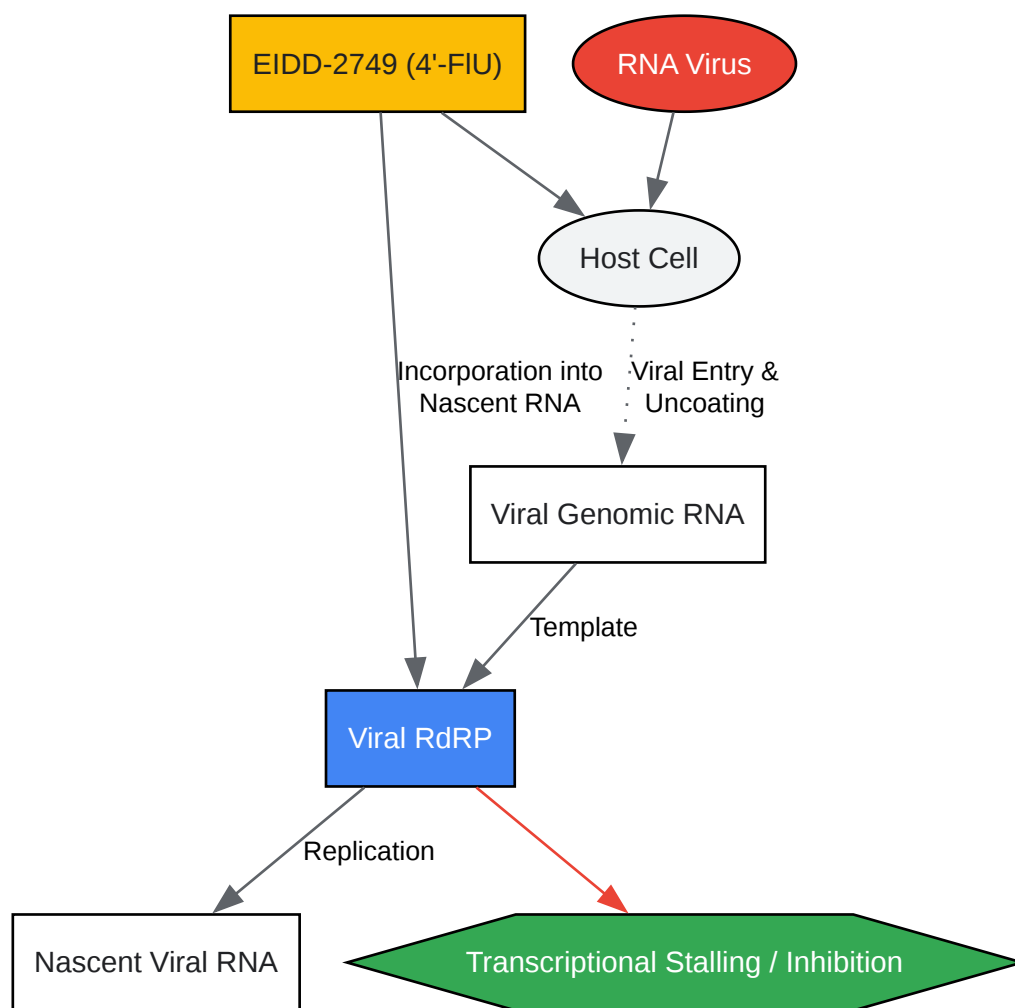 EIDD-2749 (4'-FlU)
RNA Virus
Host Cell
Incorporation into
Nascent RNA
Viral Entry &
Uncoating
Viral Genomic RNA
Template
Viral RdRP
Replication
Nascent Viral RNA
Transcriptional Stalling / Inhibition